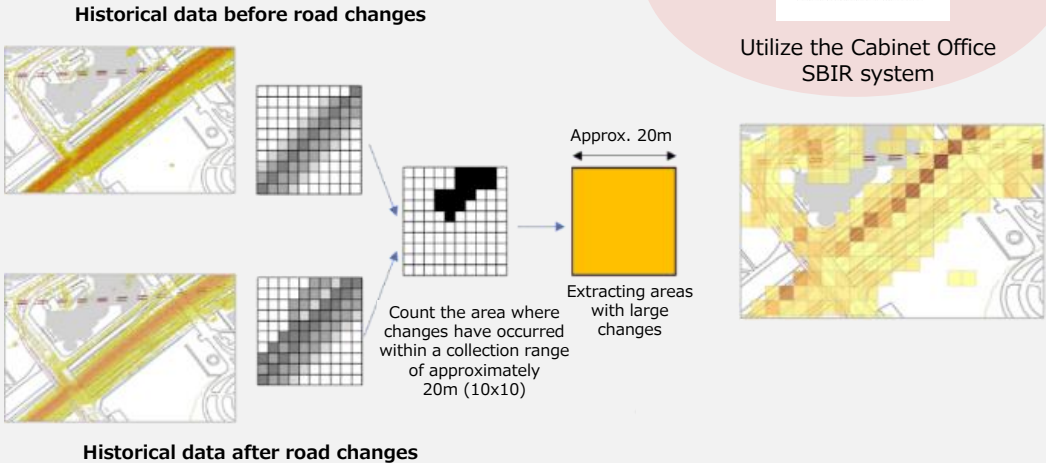 Historical data before road changes
Utilize the Cabinet Office
SBIR system
Approx. 20m
Count the area where
changes have occurred
within a collection range
of approximately
20m (10x10)
Extracting areas
with large
changes
Historical data after road changes